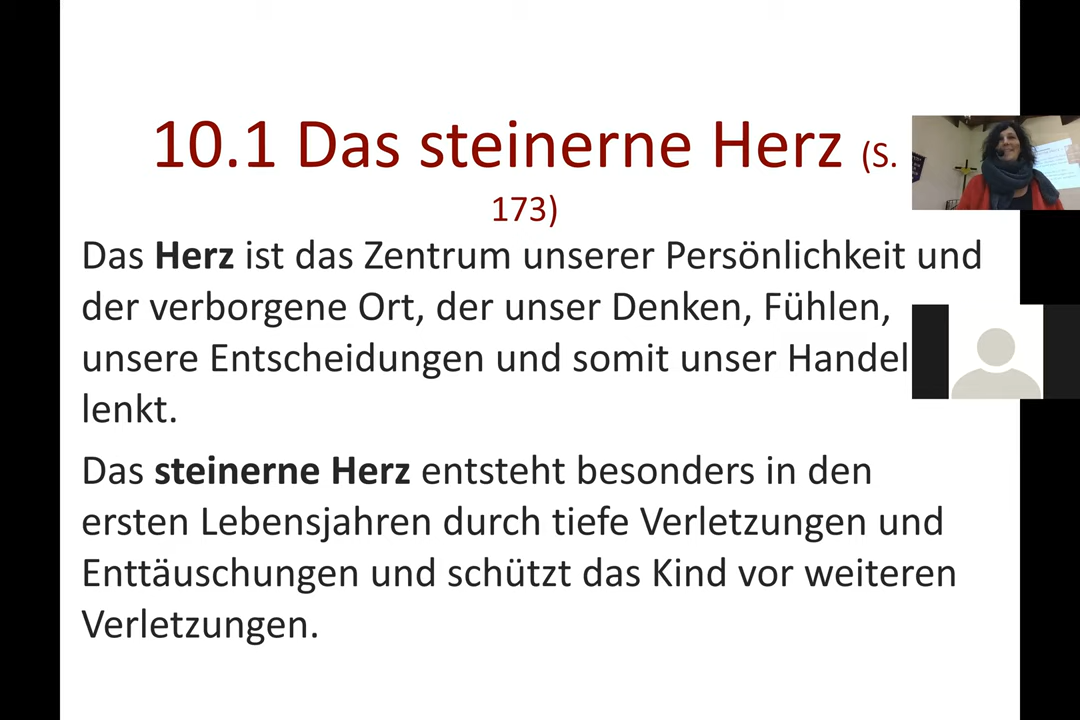 10.1 Das steinerne Herz (S.
173)
Das Herz ist das Zentrum unserer Persönlichkeit und
der verborgene Ort, der unser Denken, Fühlen,
unsere Entscheidungen und somit unser Handel
lenkt.
Das steinerne Herz entsteht besonders in den
ersten Lebensjahren durch tiefe Verletzungen und
Enttäuschungen und schützt das Kind vor weiteren
Verletzungen.